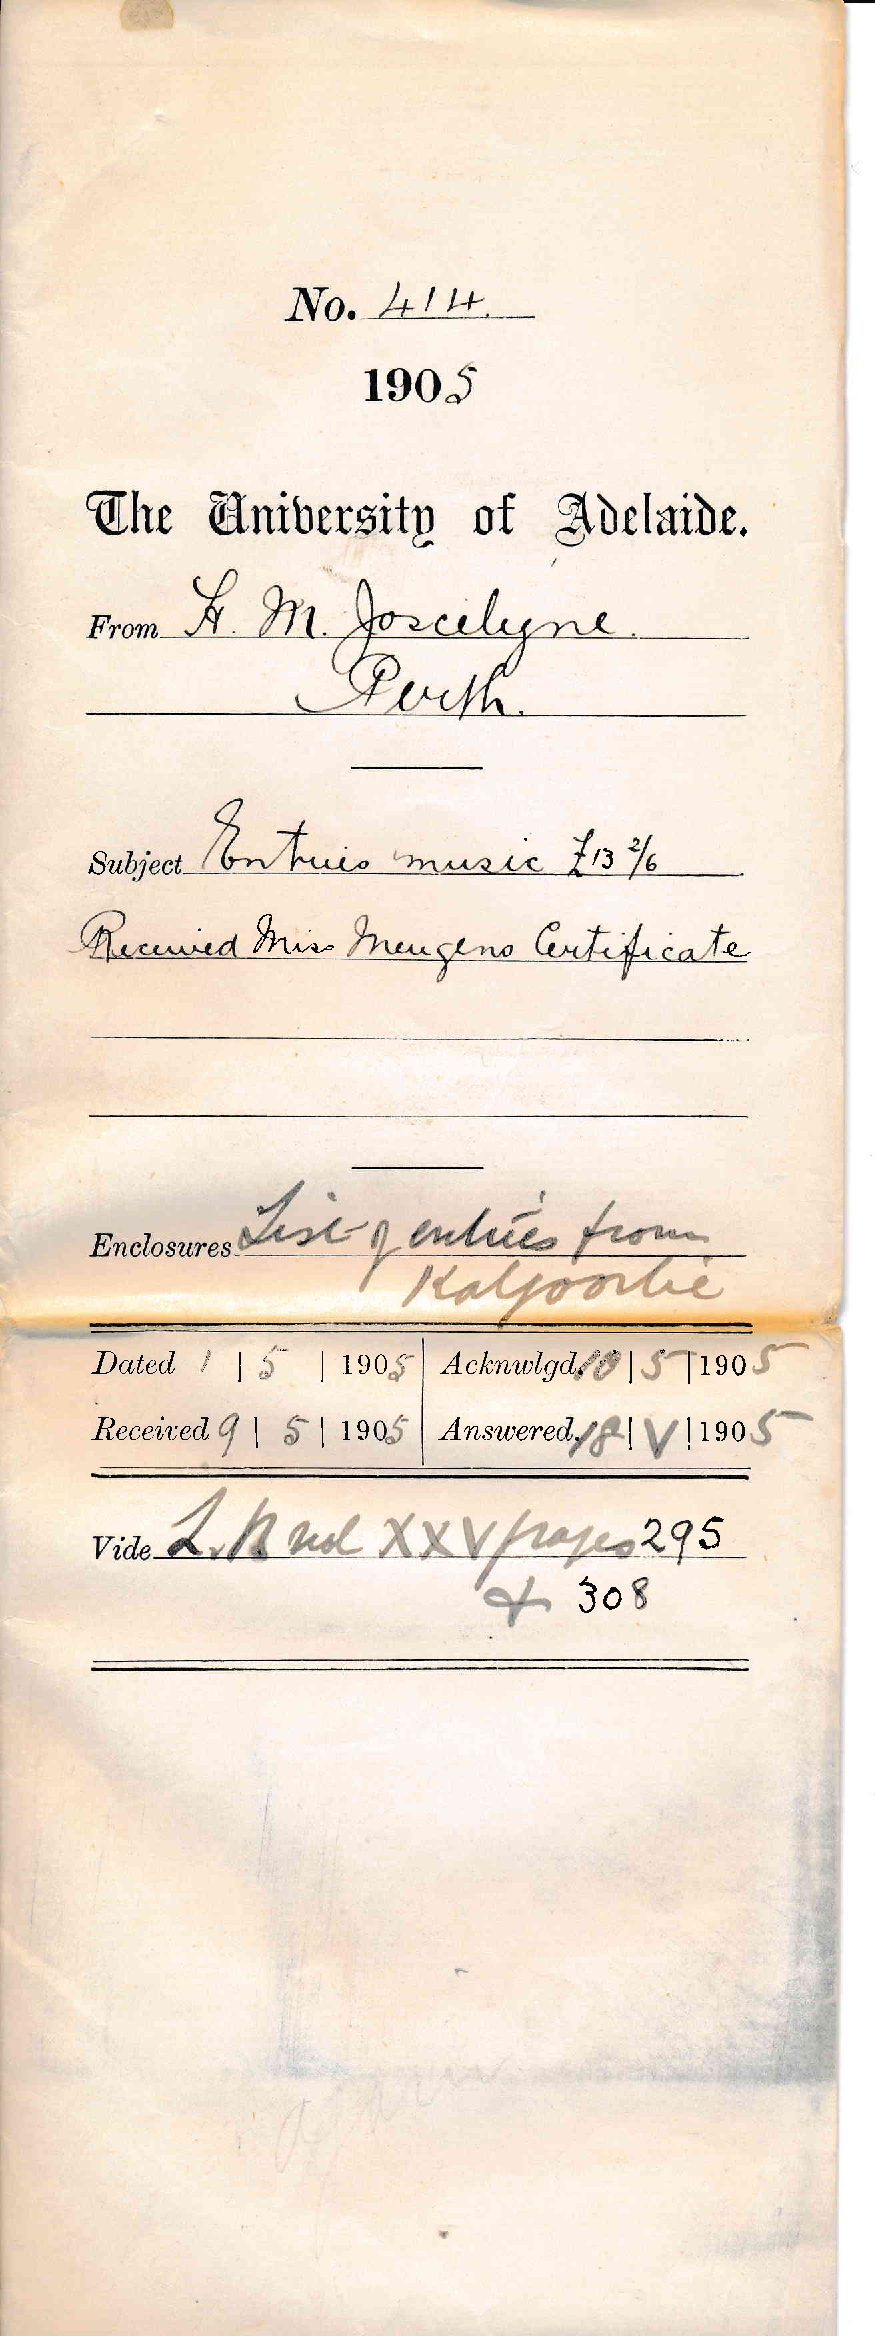 No. 414.
1905
The University of Adelaide.
From H. M. Joscelyne.
Perth.
Subject Entries music £13 2/6
Received Miss Meugens Certificate
Enclosures List of entries from
Kalgoorlie
Dated 1 | 5 | 1905 Acknwlgd. 10 | 5 | 1905
Received 9 | 5 | 1905 Answered. 18 | V | 1905
Vide L. B vol XXV pages 295
+ 308